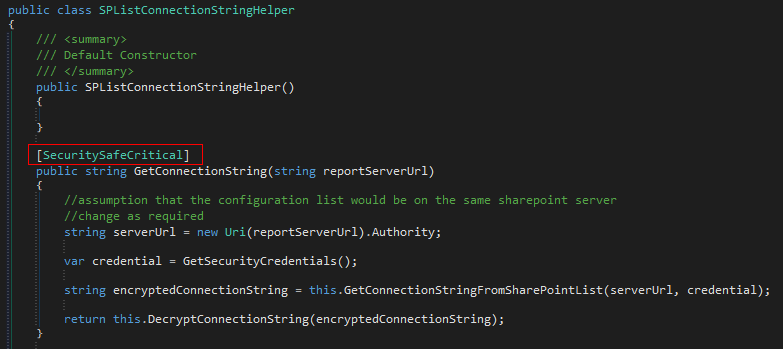 public class SPListConnectionStringHelper
{
/// <summary>
/// Default Constructor
/// </summary>
public SPListConnectionStringHelper()
{
}
[SecuritySafeCritical]
public string GetConnectionString(string reportServerUrl)
{
//assumption that the configuration list would be on the same sharepoint server
//change as required
string serverUrl = new Uri(reportServerUrl).Authority;
var credential = GetSecurityCredentials();
string encryptedConnectionString = this.GetConnectionStringFromSharePointList(serverUrl, credential);
return this.DecryptConnectionString(encryptedConnectionString);
}